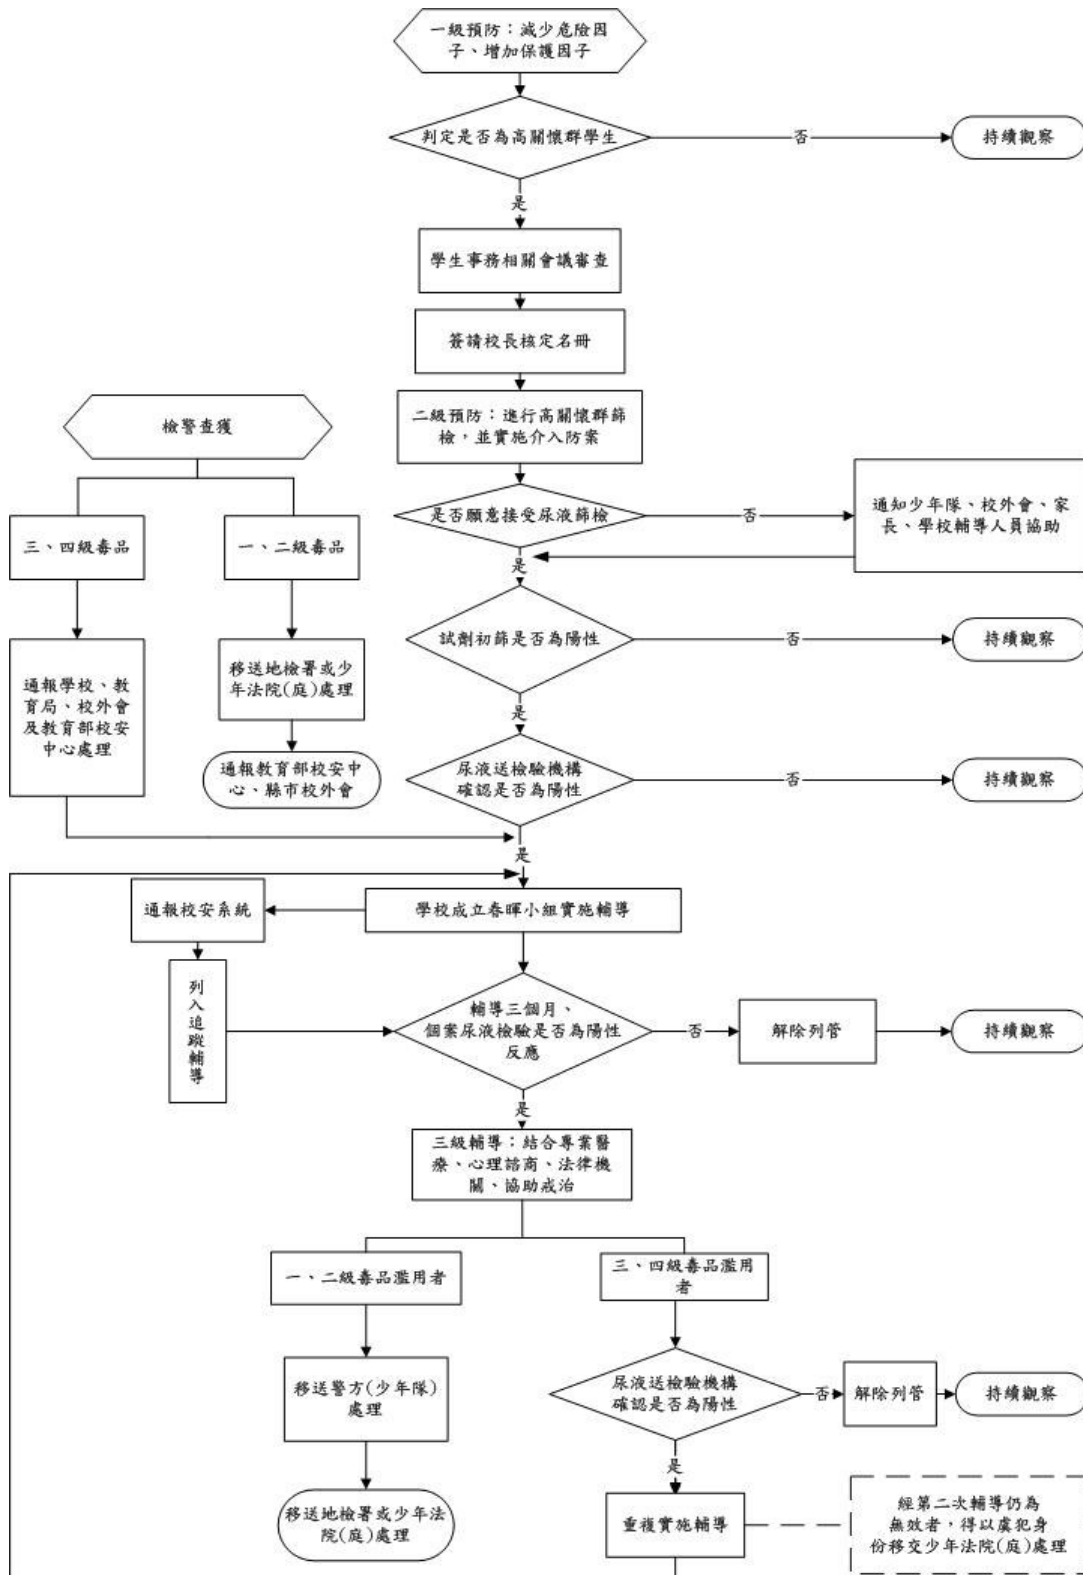 一級預防：減少危險因
子、增加保護因子
判定是否為高關懷群學生
否
持續觀察
是
學生事務相關會議審查
簽請校長核定名冊
二級預防：進行高關懷群篩
檢，並實施介入防案
檢警查獲
是否願意接受尿液篩檢
否
通知少年隊、校外會、家
長、學校輔導人員協助
三、四級毒品
一、二級毒品
是
試劑初篩是否為陽性
否
持續觀察
通報學校、教
育局、校外會
及教育部校安
中心處理
移送地檢署或少
年法院(庭)處理
是
通報教育部校安中
心、縣市校外會
尿液送檢驗機構
確認是否為陽性
否
持續觀察
是
通報校安系統
學校成立春暉小組實施輔導
列
入
追
蹤
輔
導
輔導三個月、
個案尿液檢驗是否為陽性
反應
否
解除列管
持續觀察
是
三級輔導：結合專業醫
療、心理諮商、法律機
關、協助戒治
一、二級毒品濫用者
三、四級毒品濫用
者
移送警方(少年隊)
處理
尿液送檢驗機構
確認是否為陽性
否
解除列管
持續觀察
是
移送地檢署或少年法
院(庭)處理
重複實施輔導
經第二次輔導仍為
無效者，得以虞犯身
份移交少年法院(庭)處理